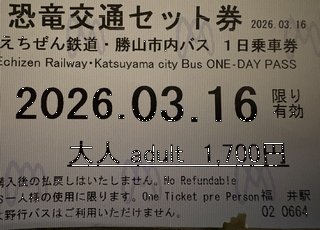 恐竜交通セット券 2026.03.16
えちぜん鉄道・勝山市内バス 1日乗車券
Echizen Railway・Katsuyama city Bus ONE-DAY PASS
2026.03.16 限り有効
大人 adult 1,700円
購入後の払戻しはいたしません。No Refundable
お一人様の使用に限ります。One Ticket pre Person 福 井駅
大野行バスはご利用いただけません。 02 0664